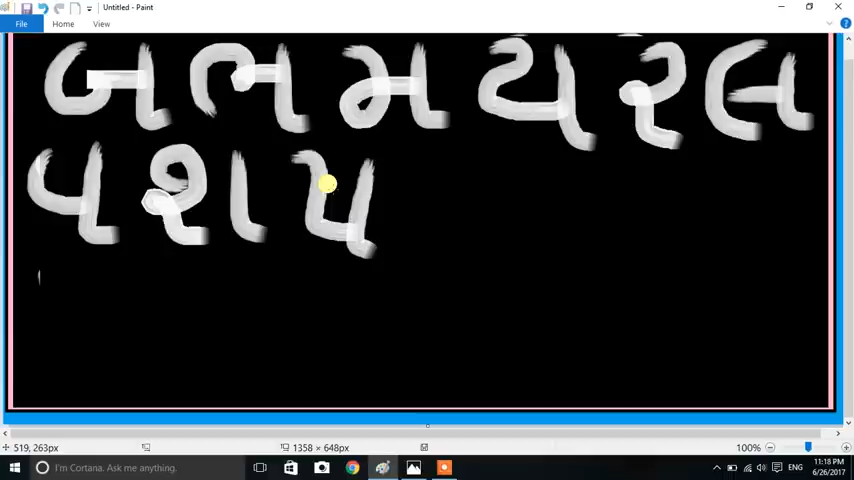 Untitled - Paint
File Home View
બ ભ મ ય ર લ
વ શ પ
519, 263px 1358 × 648px 100%
I'm Cortana. Ask me anything. ENG 11:18 PM
6/26/2017